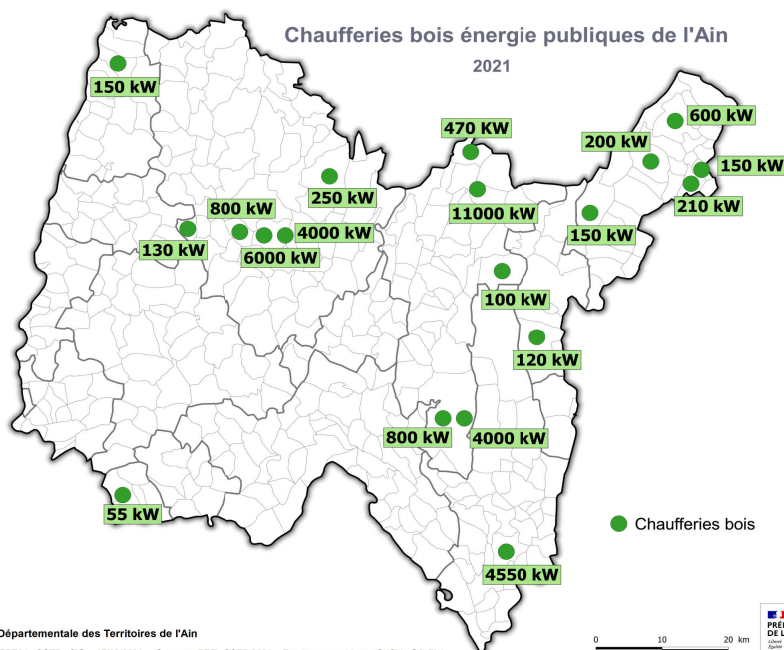 Chaufferies bois énergie publiques de l'Ain
2021
150 kW
470 KW
600 kW
200 kW
150 kW
210 kW
250 kW
11000 kW
150 kW
800 kW
4000 kW
130 kW
6000 kW
100 kW
120 kW
800 kW
4000 kW
55 kW
Chaufferies bois
4550 kW
Départementale des Territoires de l'Ain
0 10 20 km